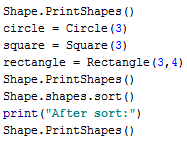 Shape.PrintShapes()
circle = Circle(3)
square = Square(3)
rectangle = Rectangle(3,4)
Shape.PrintShapes()
Shape.shapes.sort()
print("After sort:")
Shape.PrintShapes()